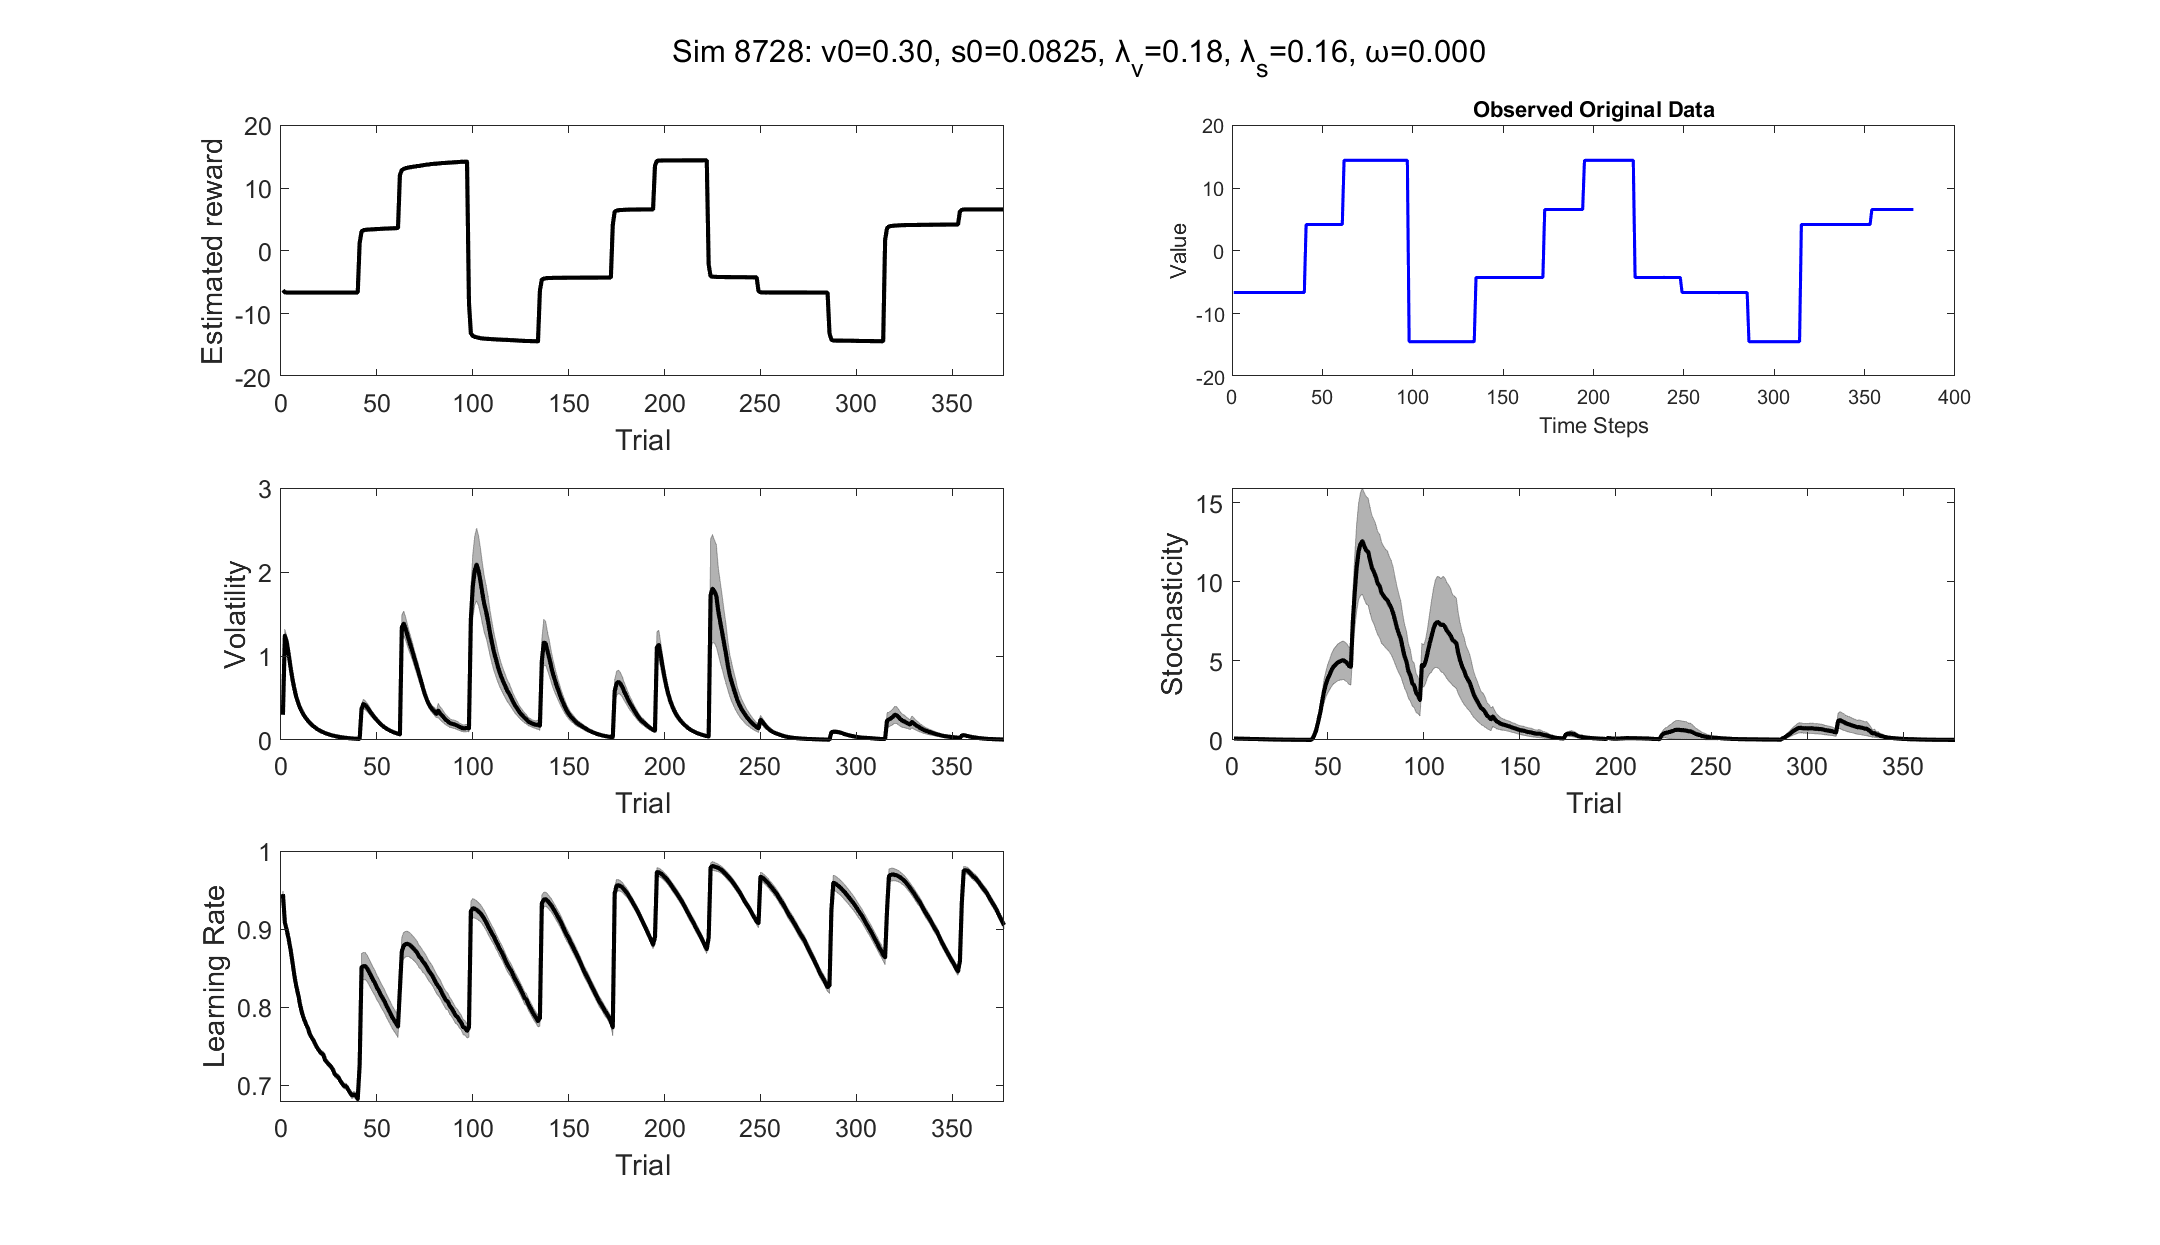 Sim 8728: v0=0.30, s0=0.0825, λ_v=0.18, λ_s=0.16, ω=0.000
20
10
0
-10
-20
Estimated reward
0 50 100 150 200 250 300 350
Trial
Observed Original Data
20
10
0
-10
-20
Value
0 50 100 150 200 250 300 350 400
Time Steps
3
2
1
0
Volatility
0 50 100 150 200 250 300 350
Trial
15
10
5
0
Stochasticity
0 50 100 150 200 250 300 350
Trial
1
0.9
0.8
0.7
Learning Rate
0 50 100 150 200 250 300 350
Trial